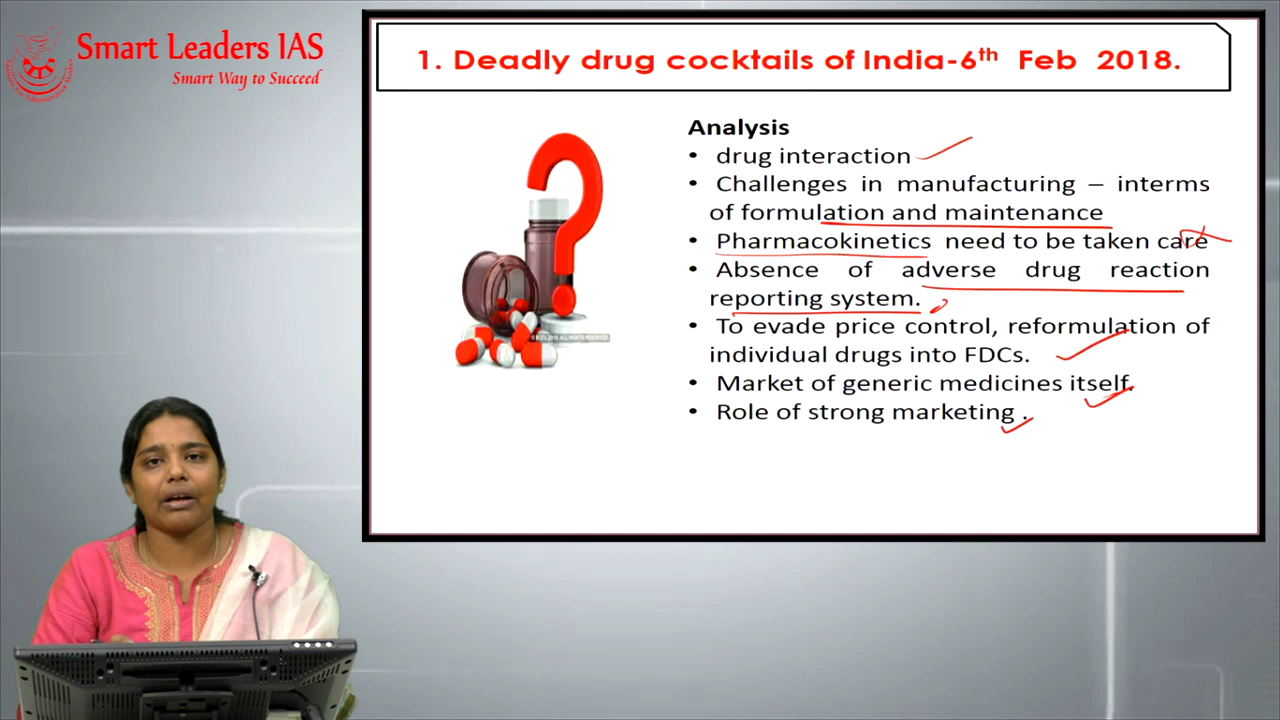 Smart Leaders IAS
Smart Way to Succeed
1. Deadly drug cocktails of India-6th Feb 2018.
Analysis
• drug interaction
• Challenges in manufacturing – interms
of formulation and maintenance
• Pharmacokinetics need to be taken care
• Absence of adverse drug reaction
reporting system.
• To evade price control, reformulation of
individual drugs into FDCs.
• Market of generic medicines itself.
• Role of strong marketing .